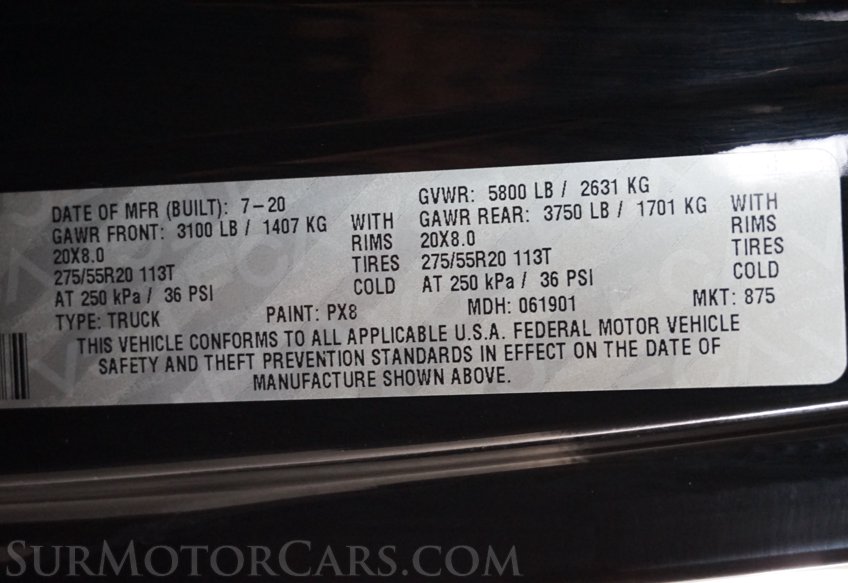 DATE OF MFR (BUILT): 7-20 GVWR: 5800 LB / 2631 KG
GAWR FRONT: 3100 LB / 1407 KG WITH GAWR REAR: 3750 LB / 1701 KG WITH
20X8.0 RIMS 20X8.0 RIMS
275/55R20 113T TIRES 275/55R20 113T TIRES
AT 250 kPa / 36 PSI COLD AT 250 kPa / 36 PSI COLD
TYPE: TRUCK PAINT: PX8 MDH: 061901 MKT: 875
THIS VEHICLE CONFORMS TO ALL APPLICABLE U.S.A. FEDERAL MOTOR VEHICLE
SAFETY AND THEFT PREVENTION STANDARDS IN EFFECT ON THE DATE OF
MANUFACTURE SHOWN ABOVE.
SurMotorCars.com